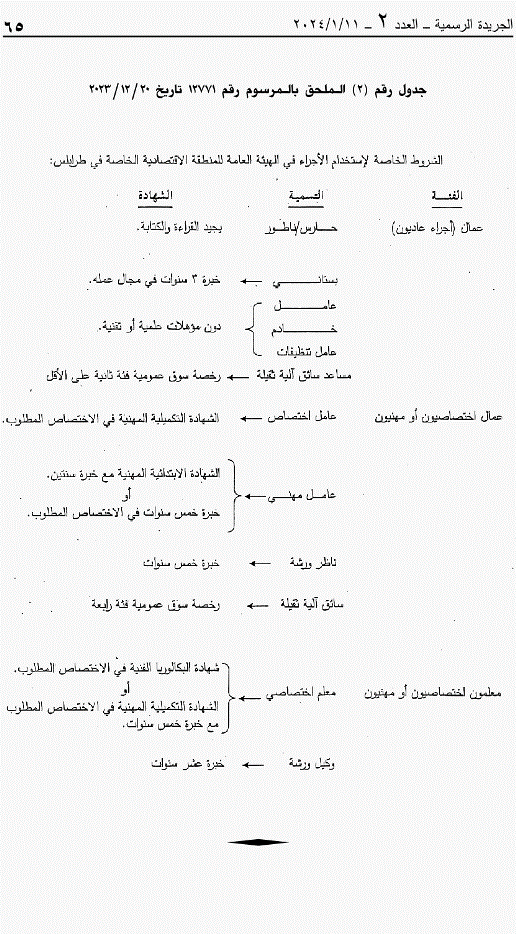 الجريدة الرسمية ــ العدد ٢ ــ ٢٠٢٤/١/١١ ٦٥
جدول رقم (٢) الملحق بالمرسوم رقم ١٢٧٧١ تاريخ ٢٠٢٣/١٢/٢٠
الشروط الخاصة لإستخدام الأجراء في الهيئة العامة للمنطقة الاقتصادية الخاصة في طرابلس:
الفئة التسمية الشهادة
عمال (أجراء عاديون) حارس/ناطور يجيد القراءة والكتابة.
بستاني ← خبرة ٣ سنوات في مجال عمله.
عامل
خادم دون مؤهلات علمية أو تقنية.
عامل تنظيفات
مساعد سائق آلية ثقيلة ← رخصة سوق عمومية فئة ثانية على الأقل
عمال اختصاصيون أو مهنيون عامل اختصاص ← الشهادة التكميلية المهنية في الاختصاص المطلوب.
الشهادة الابتدائية المهنية مع خبرة سنتين.
عامل مهني ← أو
خبرة خمس سنوات في الاختصاص المطلوب.
ناظر ورشة ← خبرة خمس سنوات
سائق آلية ثقيلة ← رخصة سوق عمومية فئة رابعة
شهادة البكالوريا الفنية في الاختصاص المطلوب.
معلمون اختصاصيون أو مهنيون معلم اختصاصي ← أو
الشهادة التكميلية المهنية في الاختصاص المطلوب
مع خبرة خمس سنوات.
وكيل ورشة ← خبرة عشر سنوات